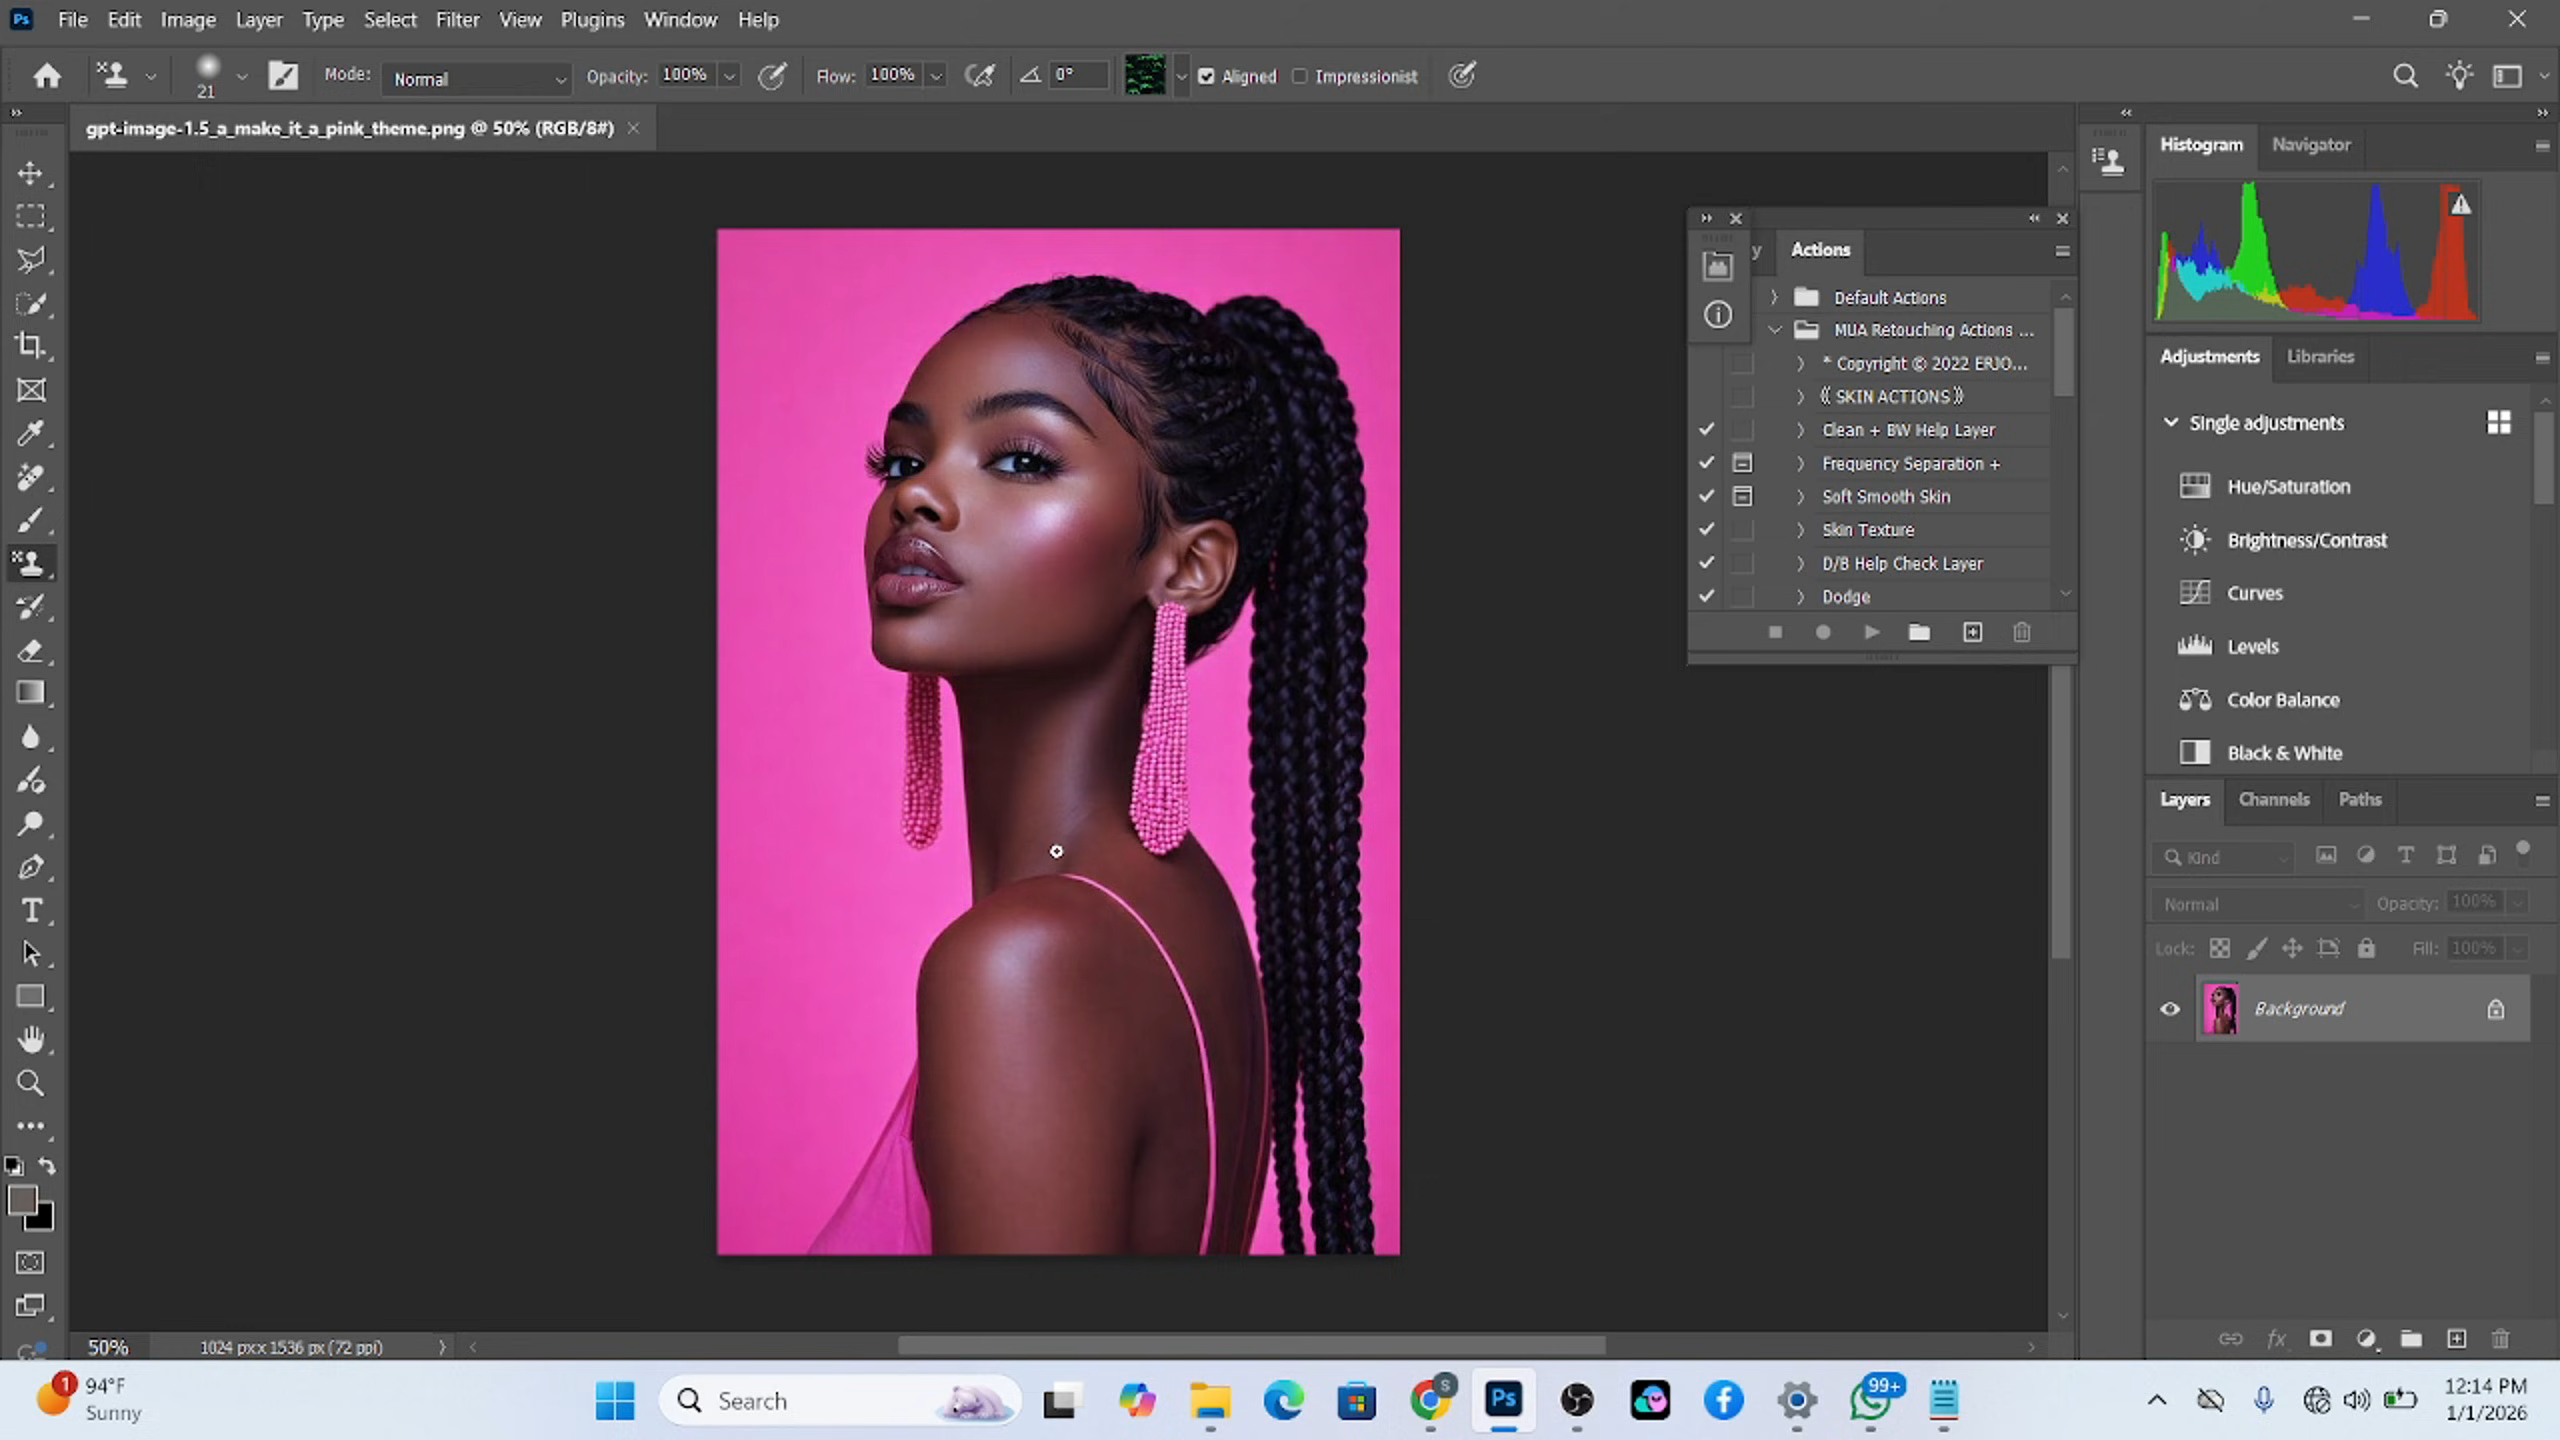 Ps File Edit Image Layer Type Select Filter View Plugins Window Help
21 Mode: Normal Opacity: 100% Flow: 100% 0° Aligned Impressionist
gpt-image-1.5_a_make_it_a_pink_theme.png @ 50% (RGB/8#)
Histogram Navigator
y Actions
Default Actions
MUA Retouching Actions ...
* Copyright © 2022 ERJO...
⟪ SKIN ACTIONS ⟫
Clean + BW Help Layer
Frequency Separation +
Soft Smooth Skin
Skin Texture
D/B Help Check Layer
Dodge
Adjustments Libraries
Single adjustments
Hue/Saturation
Brightness/Contrast
Curves
Levels
Color Balance
Black & White
Layers Channels Paths
Kind
Normal Opacity: 100%
Lock: Fill: 100%
Background
50% 1024 px x 1536 px (72 ppi)
1 94°F
Sunny
Search
S
Ps
99+
12:14 PM
1/1/2026